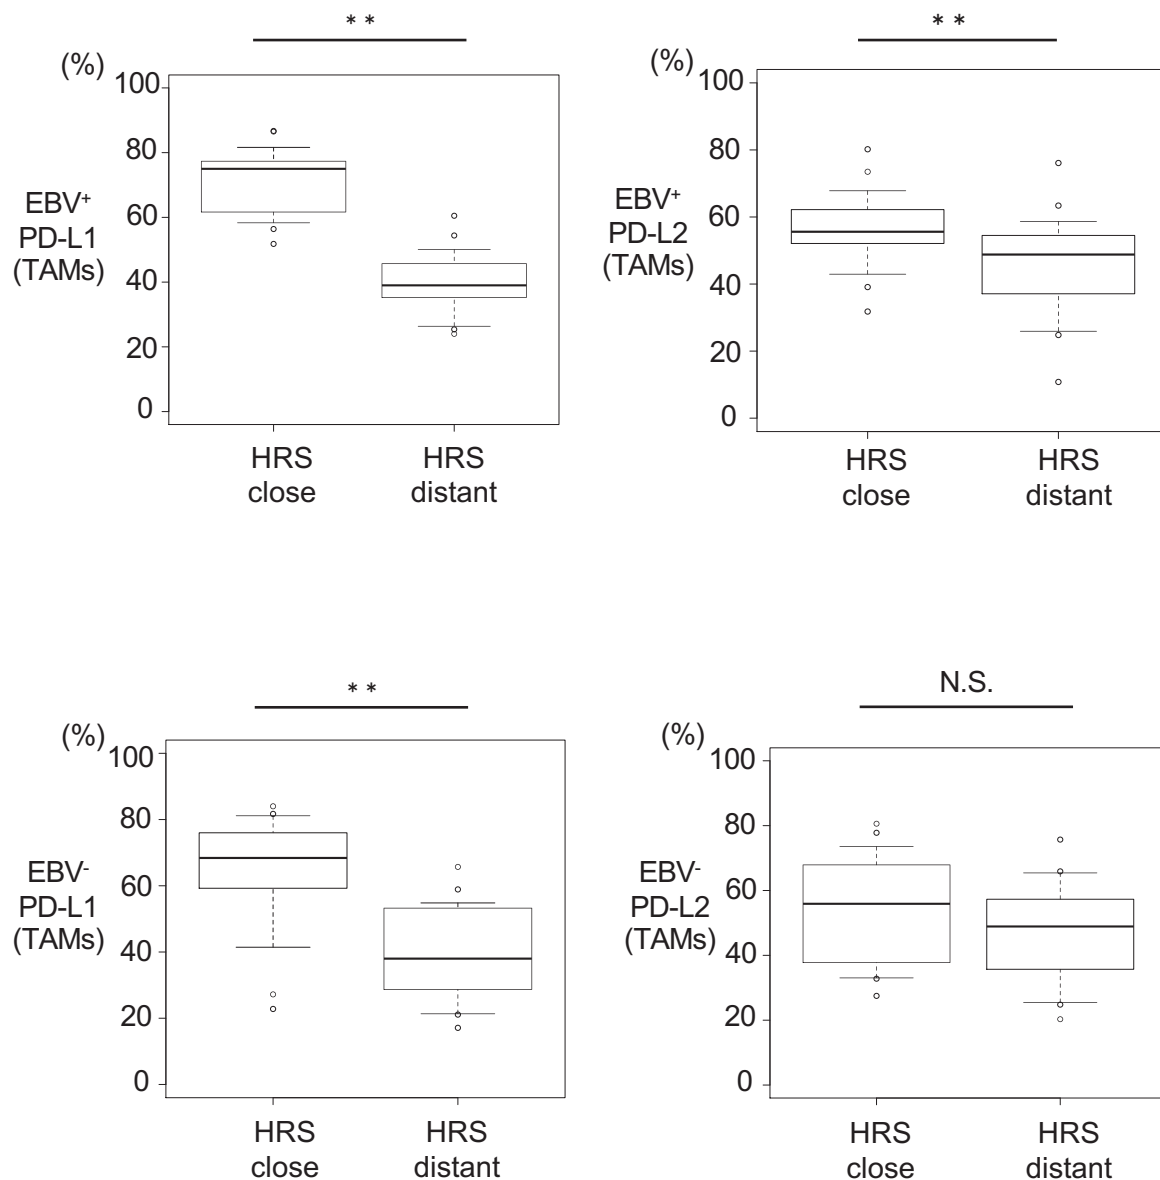 * *
(%)
100
80
60
40
20
0
EBV⁺
PD-L1
(TAMs)
HRS
close
HRS
distant
* *
(%)
100
80
60
40
20
0
EBV⁺
PD-L2
(TAMs)
HRS
close
HRS
distant
* *
(%)
100
80
60
40
20
0
EBV⁻
PD-L1
(TAMs)
HRS
close
HRS
distant
N.S.
(%)
100
80
60
40
20
0
EBV⁻
PD-L2
(TAMs)
HRS
close
HRS
distant